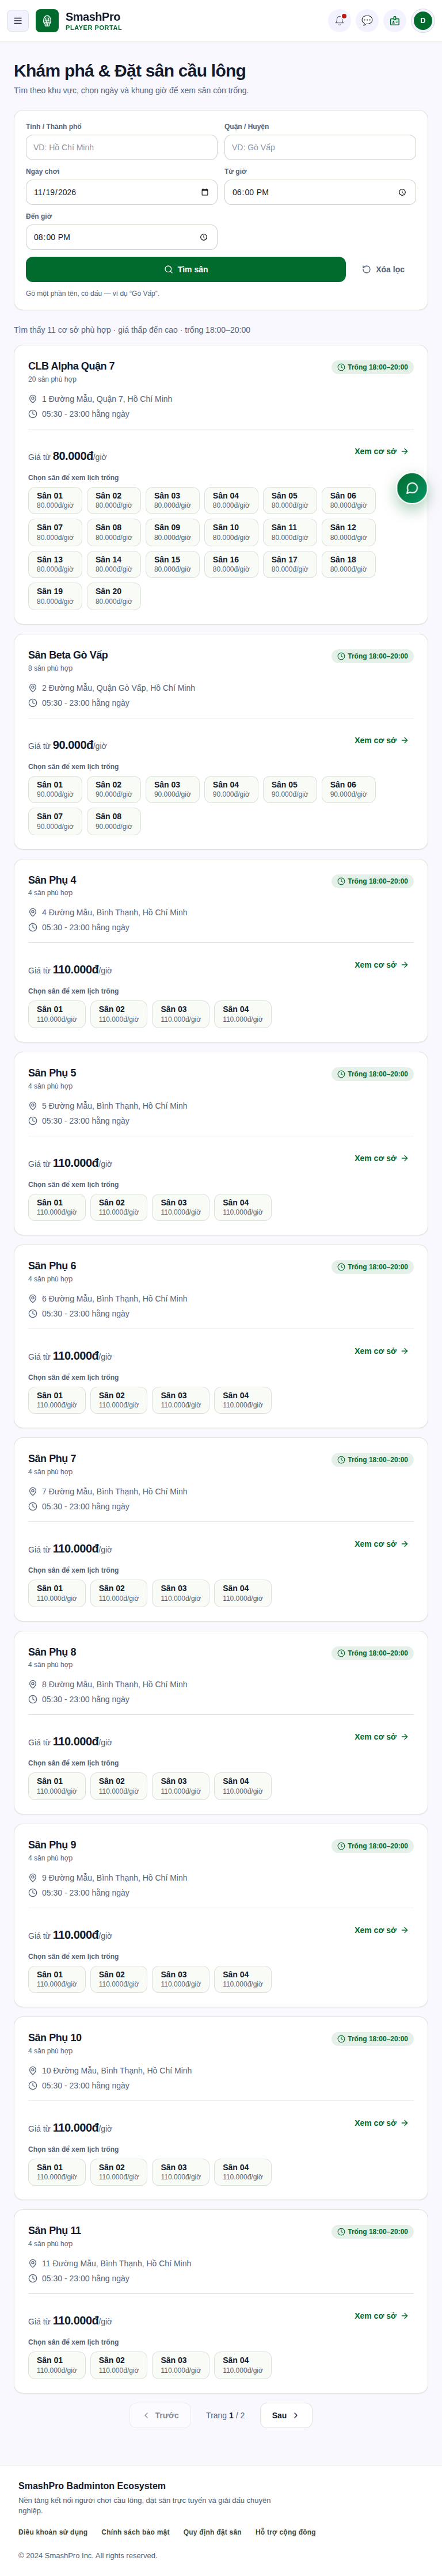 SmashPro
PLAYER PORTAL
D
Khám phá & Đặt sân cầu lông
Tìm theo khu vực, chọn ngày và khung giờ để xem sân còn trống.
Tỉnh / Thành phố
Quận / Huyện
VD: Hồ Chí Minh
VD: Gò Vấp
Ngày chơi
Từ giờ
11/19/2026
06:00 PM
Đến giờ
08:00 PM
Tìm sân
Xóa lọc
Gõ một phần tên, có dấu — ví dụ “Gò Vấp”.
Tìm thấy 11 cơ sở phù hợp · giá thấp đến cao · trống 18:00–20:00
CLB Alpha Quận 7
Trống 18:00–20:00
20 sân phù hợp
1 Đường Mẫu, Quận 7, Hồ Chí Minh
05:30 - 23:00 hằng ngày
Giá từ 80.000đ/giờ
Xem cơ sở
Chọn sân để xem lịch trống
Sân 01 Sân 02 Sân 03 Sân 04 Sân 05 Sân 06
80.000đ/giờ 80.000đ/giờ 80.000đ/giờ 80.000đ/giờ 80.000đ/giờ 80.000đ/giờ
Sân 07 Sân 08 Sân 09 Sân 10 Sân 11 Sân 12
80.000đ/giờ 80.000đ/giờ 80.000đ/giờ 80.000đ/giờ 80.000đ/giờ 80.000đ/giờ
Sân 13 Sân 14 Sân 15 Sân 16 Sân 17 Sân 18
80.000đ/giờ 80.000đ/giờ 80.000đ/giờ 80.000đ/giờ 80.000đ/giờ 80.000đ/giờ
Sân 19 Sân 20
80.000đ/giờ 80.000đ/giờ
Sân Beta Gò Vấp
Trống 18:00–20:00
8 sân phù hợp
2 Đường Mẫu, Quận Gò Vấp, Hồ Chí Minh
05:30 - 23:00 hằng ngày
Giá từ 90.000đ/giờ
Xem cơ sở
Chọn sân để xem lịch trống
Sân 01 Sân 02 Sân 03 Sân 04 Sân 05 Sân 06
90.000đ/giờ 90.000đ/giờ 90.000đ/giờ 90.000đ/giờ 90.000đ/giờ 90.000đ/giờ
Sân 07 Sân 08
90.000đ/giờ 90.000đ/giờ
Sân Phụ 4
Trống 18:00–20:00
4 sân phù hợp
4 Đường Mẫu, Bình Thạnh, Hồ Chí Minh
05:30 - 23:00 hằng ngày
Giá từ 110.000đ/giờ
Xem cơ sở
Chọn sân để xem lịch trống
Sân 01 Sân 02 Sân 03 Sân 04
110.000đ/giờ 110.000đ/giờ 110.000đ/giờ 110.000đ/giờ
Sân Phụ 5
Trống 18:00–20:00
4 sân phù hợp
5 Đường Mẫu, Bình Thạnh, Hồ Chí Minh
05:30 - 23:00 hằng ngày
Giá từ 110.000đ/giờ
Xem cơ sở
Chọn sân để xem lịch trống
Sân 01 Sân 02 Sân 03 Sân 04
110.000đ/giờ 110.000đ/giờ 110.000đ/giờ 110.000đ/giờ
Sân Phụ 6
Trống 18:00–20:00
4 sân phù hợp
6 Đường Mẫu, Bình Thạnh, Hồ Chí Minh
05:30 - 23:00 hằng ngày
Giá từ 110.000đ/giờ
Xem cơ sở
Chọn sân để xem lịch trống
Sân 01 Sân 02 Sân 03 Sân 04
110.000đ/giờ 110.000đ/giờ 110.000đ/giờ 110.000đ/giờ
Sân Phụ 7
Trống 18:00–20:00
4 sân phù hợp
7 Đường Mẫu, Bình Thạnh, Hồ Chí Minh
05:30 - 23:00 hằng ngày
Giá từ 110.000đ/giờ
Xem cơ sở
Chọn sân để xem lịch trống
Sân 01 Sân 02 Sân 03 Sân 04
110.000đ/giờ 110.000đ/giờ 110.000đ/giờ 110.000đ/giờ
Sân Phụ 8
Trống 18:00–20:00
4 sân phù hợp
8 Đường Mẫu, Bình Thạnh, Hồ Chí Minh
05:30 - 23:00 hằng ngày
Giá từ 110.000đ/giờ
Xem cơ sở
Chọn sân để xem lịch trống
Sân 01 Sân 02 Sân 03 Sân 04
110.000đ/giờ 110.000đ/giờ 110.000đ/giờ 110.000đ/giờ
Sân Phụ 9
Trống 18:00–20:00
4 sân phù hợp
9 Đường Mẫu, Bình Thạnh, Hồ Chí Minh
05:30 - 23:00 hằng ngày
Giá từ 110.000đ/giờ
Xem cơ sở
Chọn sân để xem lịch trống
Sân 01 Sân 02 Sân 03 Sân 04
110.000đ/giờ 110.000đ/giờ 110.000đ/giờ 110.000đ/giờ
Sân Phụ 10
Trống 18:00–20:00
4 sân phù hợp
10 Đường Mẫu, Bình Thạnh, Hồ Chí Minh
05:30 - 23:00 hằng ngày
Giá từ 110.000đ/giờ
Xem cơ sở
Chọn sân để xem lịch trống
Sân 01 Sân 02 Sân 03 Sân 04
110.000đ/giờ 110.000đ/giờ 110.000đ/giờ 110.000đ/giờ
Sân Phụ 11
Trống 18:00–20:00
4 sân phù hợp
11 Đường Mẫu, Bình Thạnh, Hồ Chí Minh
05:30 - 23:00 hằng ngày
Giá từ 110.000đ/giờ
Xem cơ sở
Chọn sân để xem lịch trống
Sân 01 Sân 02 Sân 03 Sân 04
110.000đ/giờ 110.000đ/giờ 110.000đ/giờ 110.000đ/giờ
Trước
Trang 1 / 2
Sau
SmashPro Badminton Ecosystem
Nền tảng kết nối người chơi cầu lông, đặt sân trực tuyến và giải đấu chuyên
nghiệp.
Điều khoản sử dụng Chính sách bảo mật Quy định đặt sân Hỗ trợ cộng đồng
© 2024 SmashPro Inc. All rights reserved.